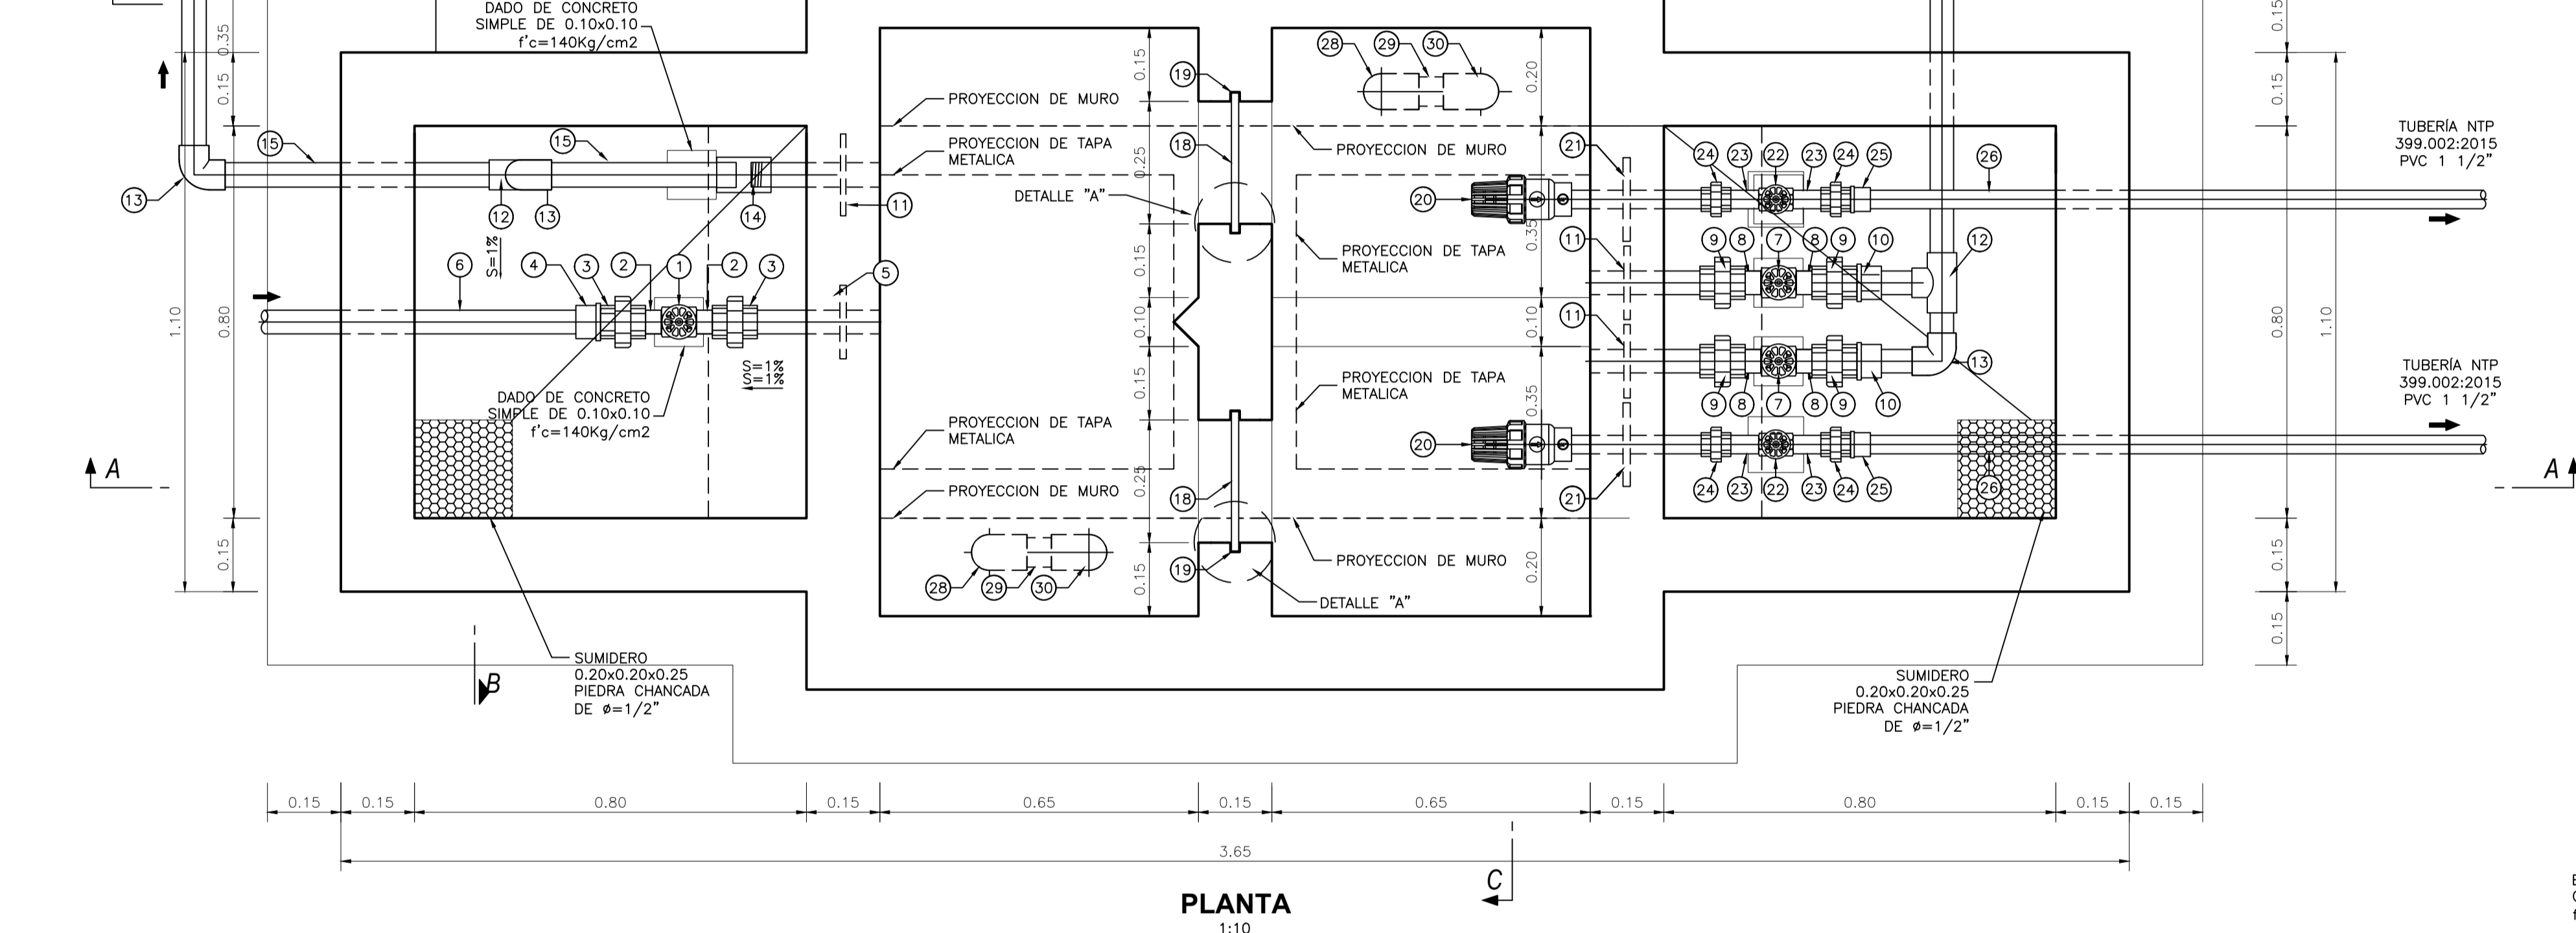 DADO DE CONCRETO
SIMPLE DE 0.10x0.10
f'c=140Kg/cm2
28
29
30
0.15
0.35
0.15
0.15
0.20
0.15
19
PROYECCION DE MURO
PROYECCION DE TAPA
METALICA
PROYECCION DE MURO
TUBERÍA NTP
399.002:2015
PVC 1 1/2"
15
15
18
21
24
23
22
23
24
25
26
0.25
13
12
13
14
11
DETALLE "A"
20
0.35
S=1%
PROYECCION DE TAPA
METALICA
11
9
8
7
8
9
10
12
6
4
3
2
1
2
3
5
0.15
1.10
0.80
0.10
0.10
0.80
1.10
11
13
S=1%
S=1%
0.15
PROYECCION DE TAPA
METALICA
0.35
TUBERÍA NTP
399.002:2015
PVC 1 1/2"
DADO DE CONCRETO
SIMPLE DE 0.10x0.10
f'c=140Kg/cm2
9
8
7
8
9
10
PROYECCION DE TAPA
METALICA
20
A
A
0.25
PROYECCION DE MURO
18
21
24
23
22
23
24
25
26
0.15
0.15
0.20
0.15
PROYECCION DE MURO
19
28
29
30
DETALLE "A"
0.15
SUMIDERO
0.20x0.20x0.25
PIEDRA CHANCADA
DE ø=1/2"
B
SUMIDERO
0.20x0.20x0.25
PIEDRA CHANCADA
DE ø=1/2"
0.15
0.15
0.80
0.15
0.65
0.15
0.65
0.15
0.80
0.15
0.15
3.65
C
PLANTA
1:10